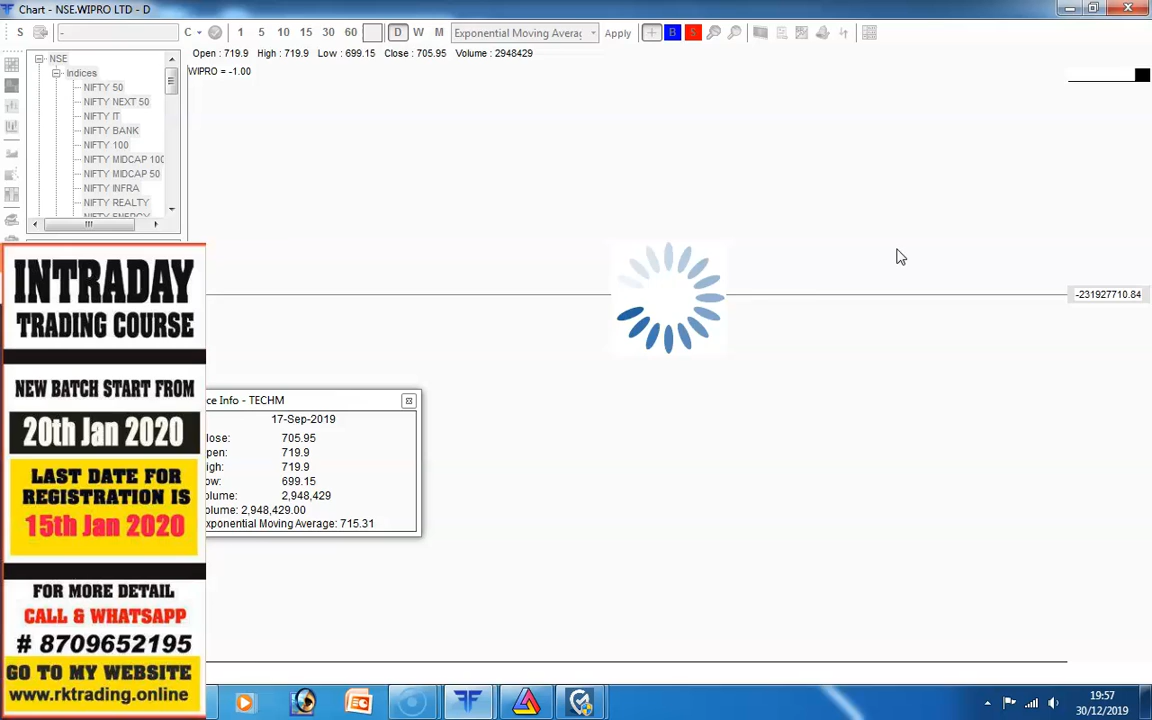 Chart - NSE.WIPRO LTD - D
S - C 1 5 10 15 30 60 D W M Exponential Moving Averag Apply + B S
Open : 719.9 High : 719.9 Low : 699.15 Close : 705.95 Volume : 2948429
WIPRO = -1.00
NSE
Indices
NIFTY 50
NIFTY NEXT 50
NIFTY IT
NIFTY BANK
NIFTY 100
NIFTY MIDCAP 100
NIFTY MIDCAP 50
NIFTY INFRA
NIFTY REALTY
NIFTY ENERGY
-231927710.84
INTRADAY
TRADING COURSE
NEW BATCH START FROM
20th Jan 2020
LAST DATE FOR
REGISTRATION IS
15th Jan 2020
FOR MORE DETAIL
CALL & WHATSAPP
# 8709652195
GO TO MY WEBSITE
www.rktrading.online
ce Info - TECHM
17-Sep-2019
lose: 705.95
pen: 719.9
igh: 719.9
ow: 699.15
olume: 2,948,429
olume: 2,948,429.00
xponential Moving Average: 715.31
19:57
30/12/2019